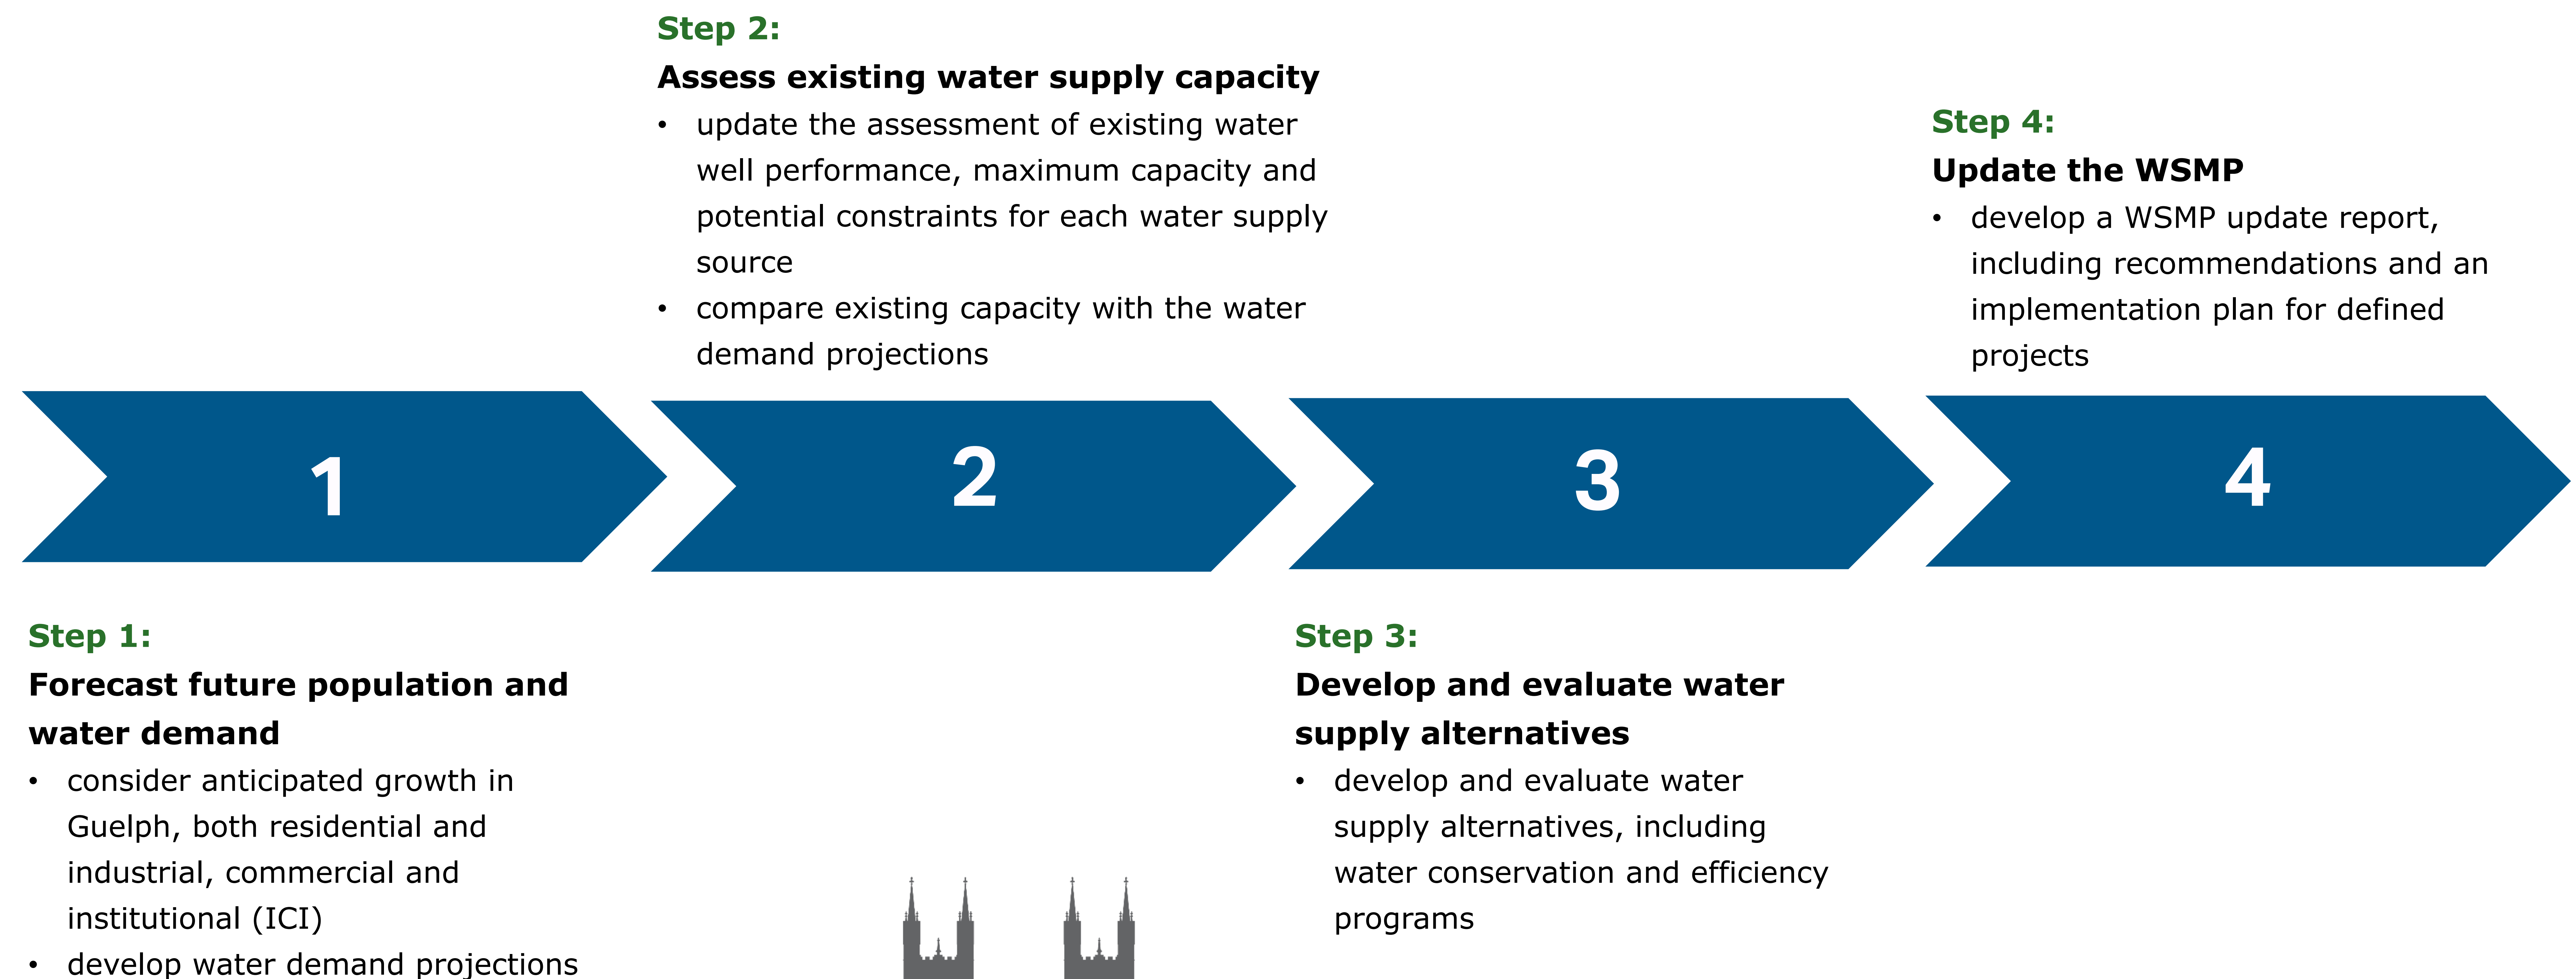 Step 2:
Assess existing water supply capacity
• update the assessment of existing water
well performance, maximum capacity and
potential constraints for each water supply
source
• compare existing capacity with the water
demand projections
Step 4:
Update the WSMP
• develop a WSMP update report,
including recommendations and an
implementation plan for defined
projects
1
2
3
4
Step 1:
Forecast future population and
water demand
• consider anticipated growth in
Guelph, both residential and
industrial, commercial and
institutional (ICI)
• develop water demand projections
Step 3:
Develop and evaluate water
supply alternatives
• develop and evaluate water
supply alternatives, including
water conservation and efficiency
programs